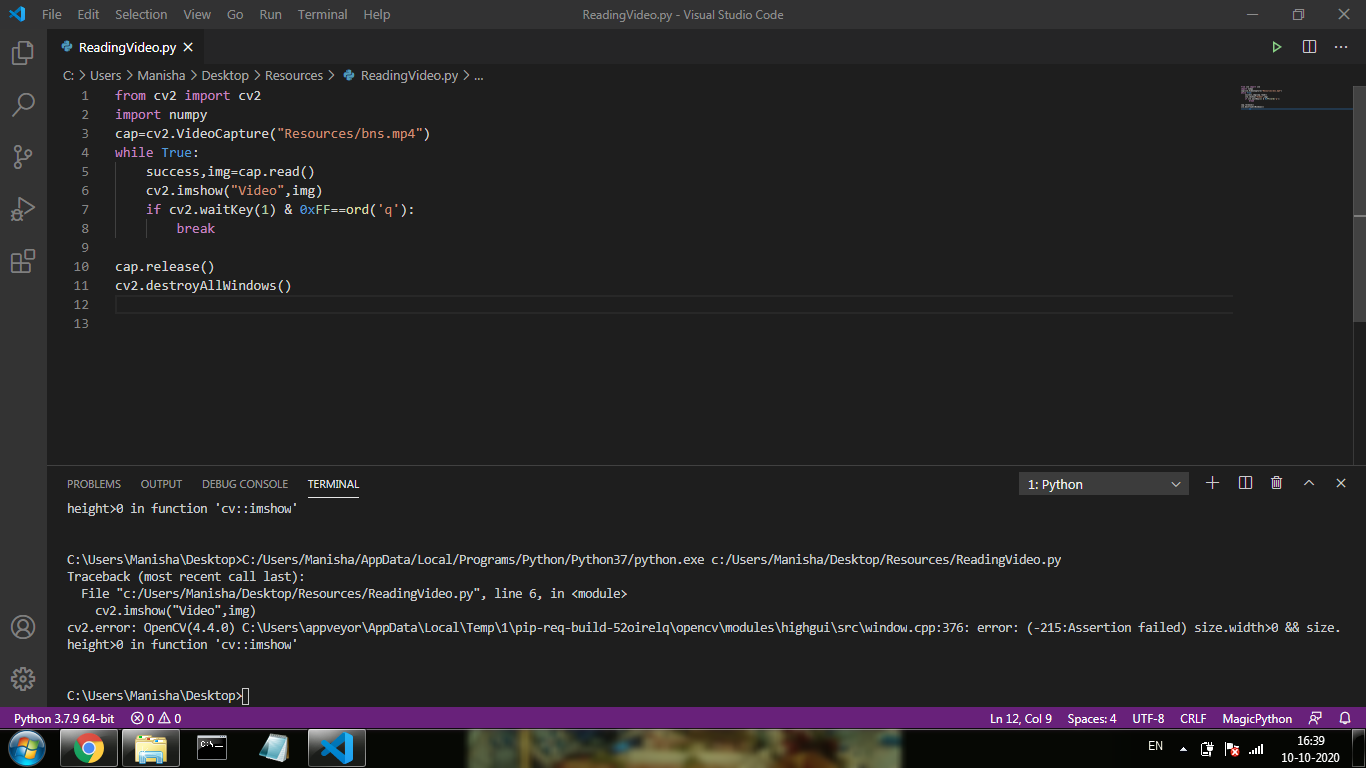 File Edit Selection View Go Run Terminal Help ReadingVideo.py - Visual Studio Code
ReadingVideo.py
C: > Users > Manisha > Desktop > Resources > ReadingVideo.py > ...
1 from cv2 import cv2
2 import numpy
3 cap=cv2.VideoCapture("Resources/bns.mp4")
4 while True:
5     success,img=cap.read()
6     cv2.imshow("Video",img)
7     if cv2.waitKey(1) & 0xFF==ord('q'):
8         break
9
10 cap.release()
11 cv2.destroyAllWindows()
12
13
PROBLEMS OUTPUT DEBUG CONSOLE TERMINAL 1: Python
height>0 in function 'cv::imshow'
C:\Users\Manisha\Desktop>C:/Users/Manisha/AppData/Local/Programs/Python/Python37/python.exe c:/Users/Manisha/Desktop/Resources/ReadingVideo.py
Traceback (most recent call last):
  File "c:/Users/Manisha/Desktop/Resources/ReadingVideo.py", line 6, in <module>
    cv2.imshow("Video",img)
cv2.error: OpenCV(4.4.0) C:\Users\appveyor\AppData\Local\Temp\1\pip-req-build-52oirelq\opencv\modules\highgui\src\window.cpp:376: error: (-215:Assertion failed) size.width>0 && size.
height>0 in function 'cv::imshow'
C:\Users\Manisha\Desktop>
Python 3.7.9 64-bit 0 0 Ln 12, Col 9 Spaces: 4 UTF-8 CRLF MagicPython
EN 16:39
10-10-2020